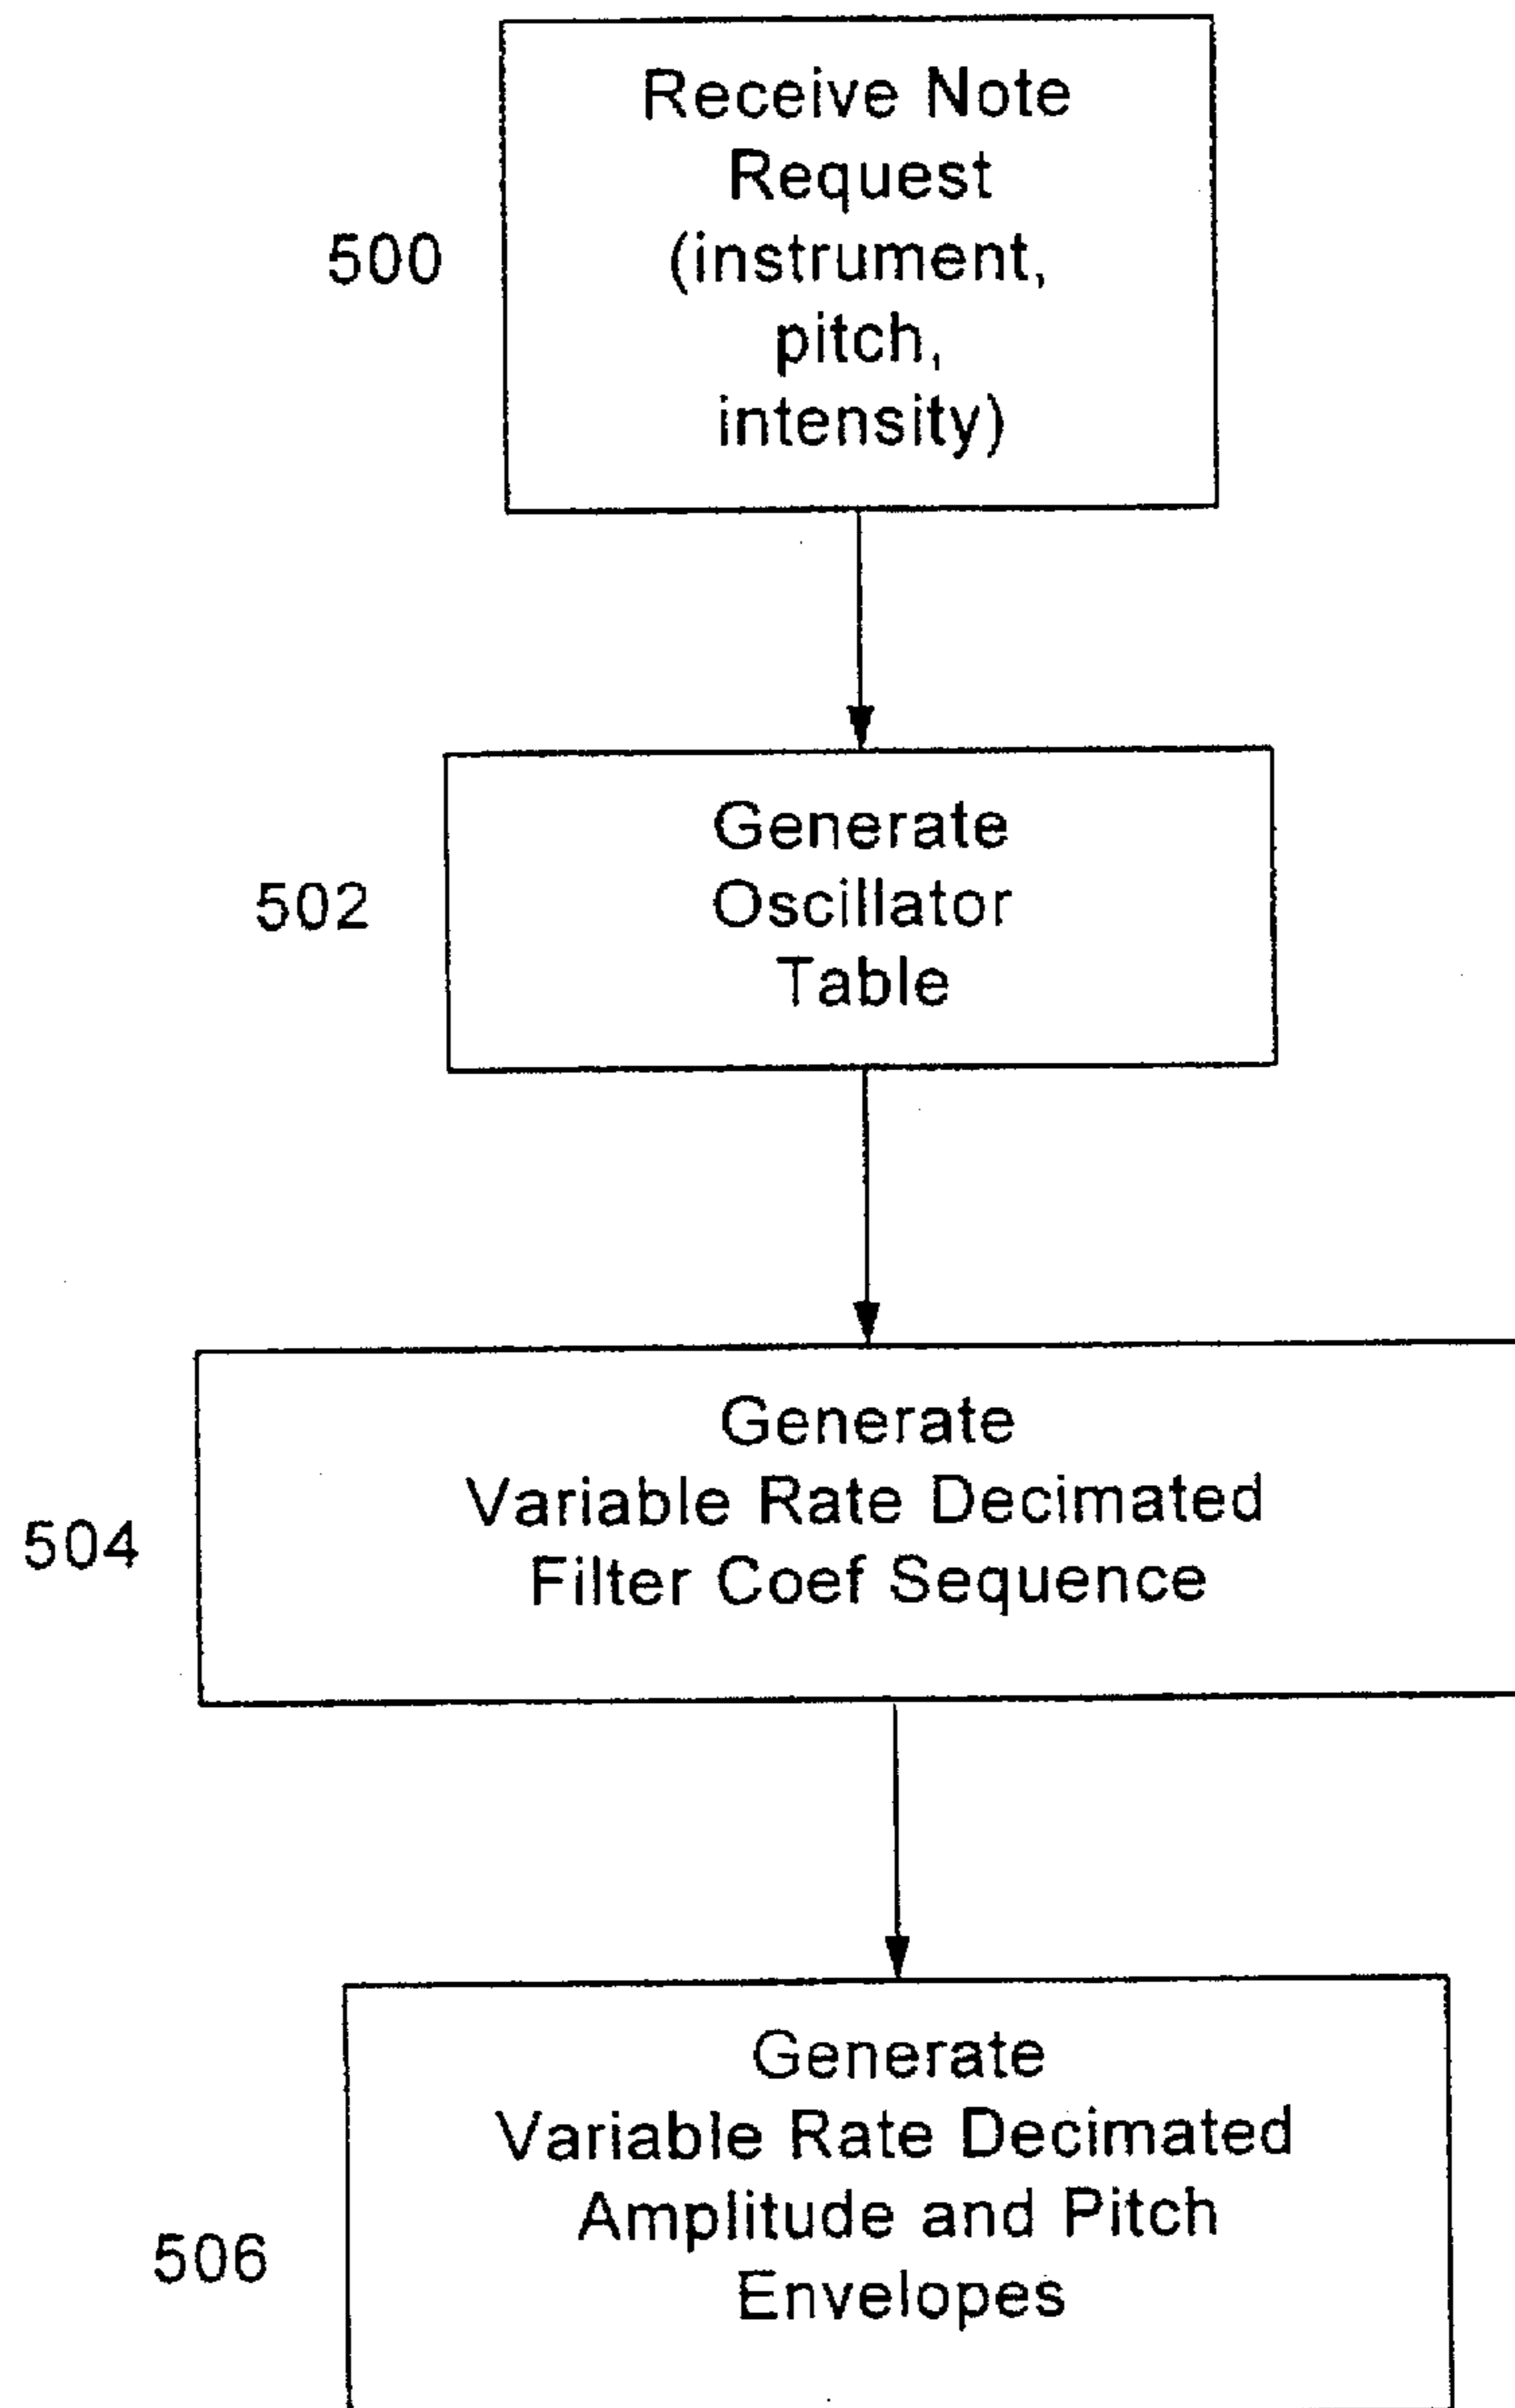 Receive Note
Request
(instrument,
pitch,
intensity)
500
Generate
Oscillator
Table
502
Generate
Variable Rate Decimated
Filter Coef Sequence
504
Generate
Variable Rate Decimated
Amplitude and Pitch
Envelopes
506